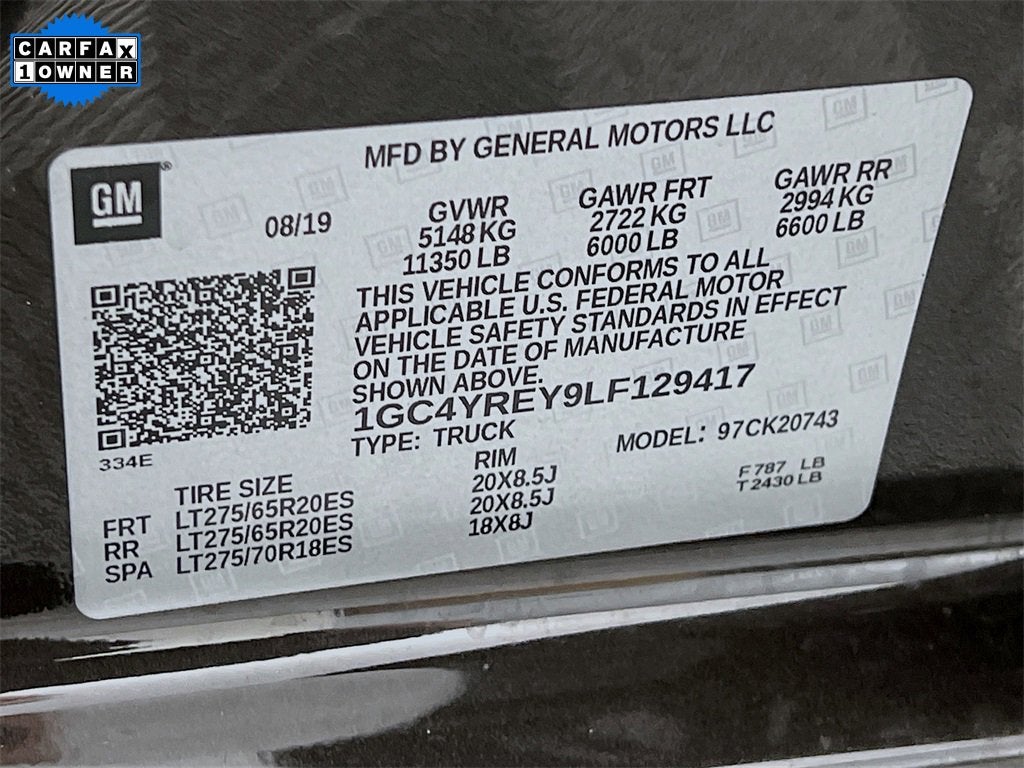 CARFAX
1 OWNER
MFD BY GENERAL MOTORS LLC
GM®
08/19
GVWR
5148 KG
11350 LB
GAWR FRT
2722 KG
6000 LB
GAWR RR
2994 KG
6600 LB
THIS VEHICLE CONFORMS TO ALL
APPLICABLE U.S. FEDERAL MOTOR
VEHICLE SAFETY STANDARDS IN EFFECT
ON THE DATE OF MANUFACTURE
SHOWN ABOVE.
1GC4YREY9LF129417
TYPE: TRUCK
MODEL: 97CK20743
334E
TIRE SIZE RIM
FRT LT275/65R20ES 20X8.5J
RR LT275/65R20ES 20X8.5J
SPA LT275/70R18ES 18X8J
F 787 LB
T 2430 LB